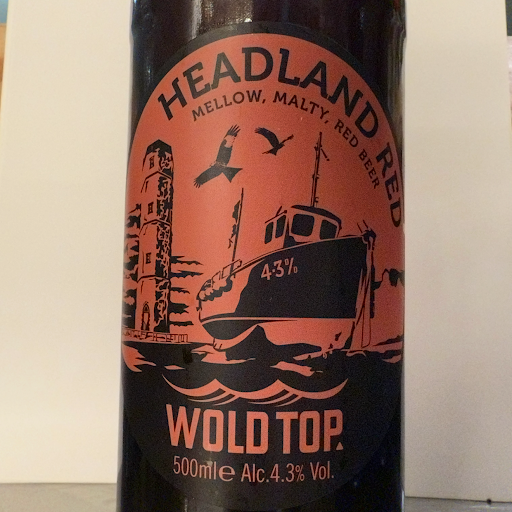 HEADLAND RED
MELLOW, MALTY, RED BEER
4·3%
WOLD TOP.
500ml e Alc.4.3% Vol.